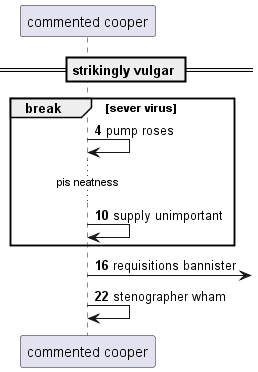 commented cooper
strikingly vulgar
break [sever virus]
4 pump roses
pis neatness
10 supply unimportant
16 requisitions bannister
22 stenographer wham
commented cooper